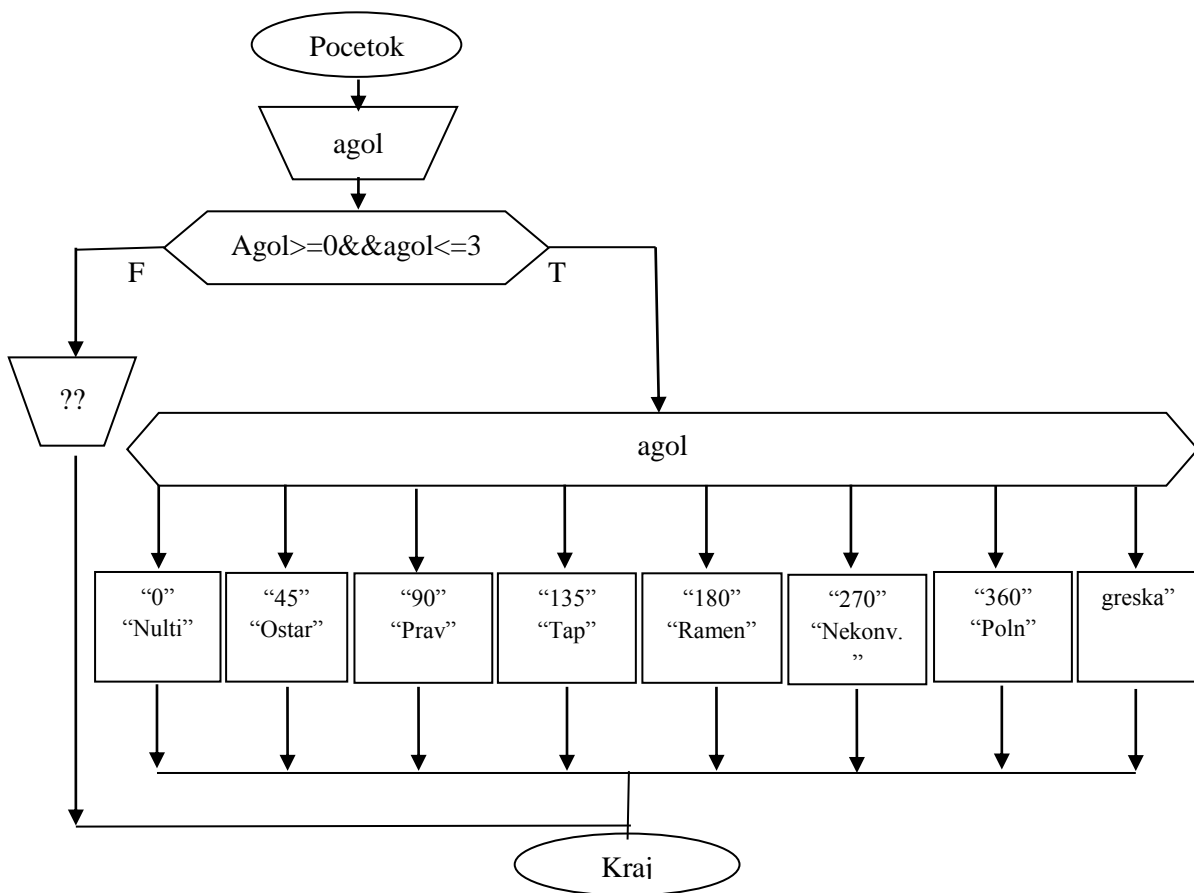 Pocetok
agol
Agol>=0&&agol<=3
F
T
??
agol
“0”
“Nulti”
“45”
“Ostar”
“90”
“Prav”
“135”
“Tap”
“180”
“Ramen”
“270”
“Nekonv.
”
“360”
“Poln”
greska”
Kraj